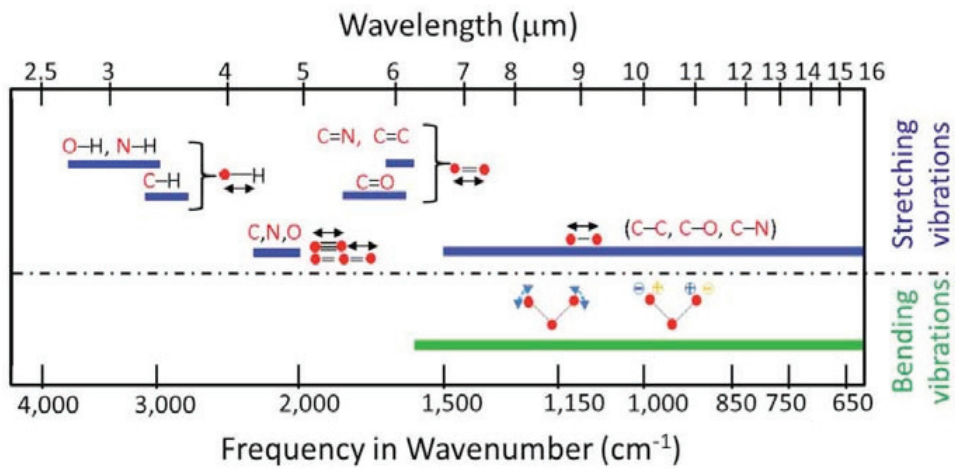 Wavelength (μm)
2.5 3 4 5 6 7 8 9 10 11 12 13 14 15 16
O–H, N–H
C–H
–H
C=N, C=C
C=O
C,N,O
(C–C, C–O, C–N)
Stretching
vibrations
Bending
vibrations
4,000 3,000 2,000 1,500 1,150 1,000 850 750 650
Frequency in Wavenumber (cm⁻¹)